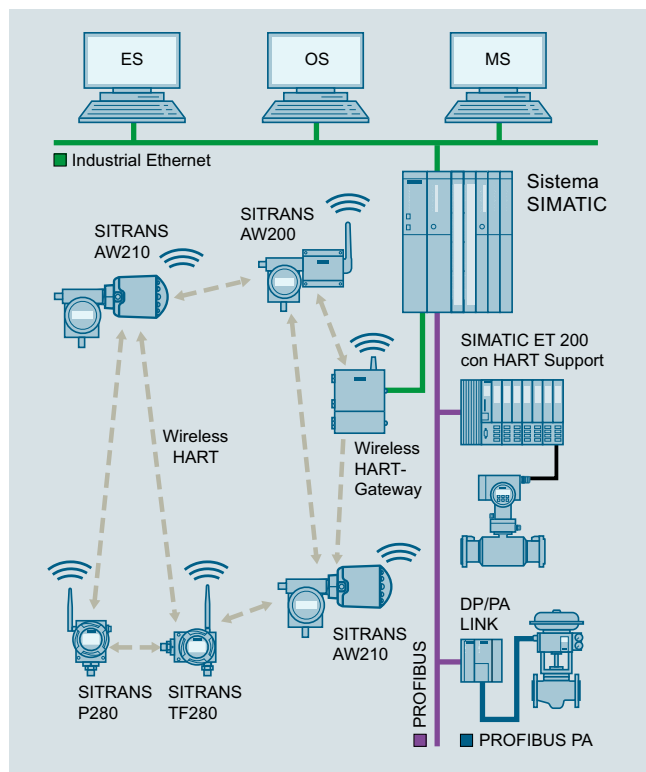 ES
OS
MS
Industrial Ethernet
Sistema
SIMATIC
SITRANS
AW200
SITRANS
AW210
SIMATIC ET 200
con HART Support
Wireless
HART
Wireless
HART-
Gateway
DP/PA
LINK
SITRANS
AW210
SITRANS
P280
SITRANS
TF280
PROFIBUS
PROFIBUS PA